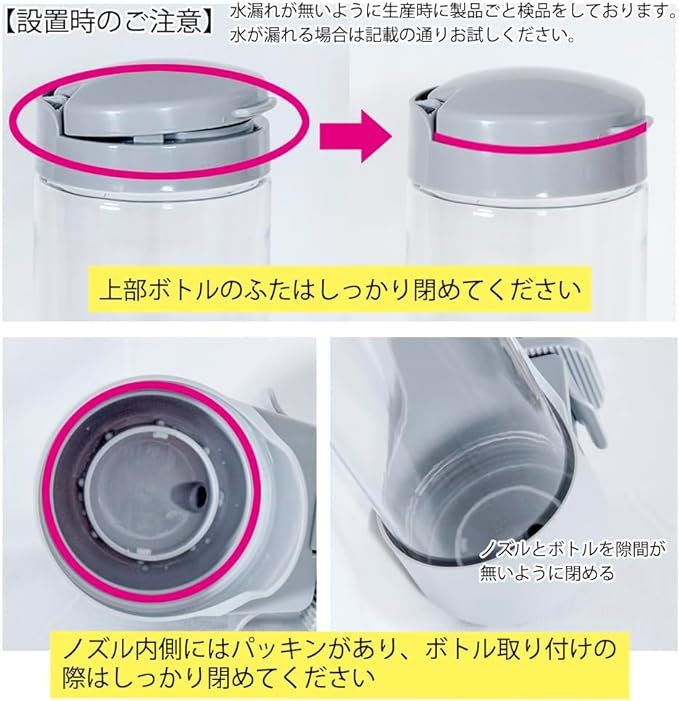 【設置時のご注意】
水漏れが無いように生産時に製品ごと検品をしております。
水が漏れる場合は記載の通りお試しください。
上部ボトルのふたはしっかり閉めてください
ノズルとボトルを隙間が
無いように閉める
ノズル内側にはパッキンがあり、ボトル取り付けの
際はしっかり閉めてください